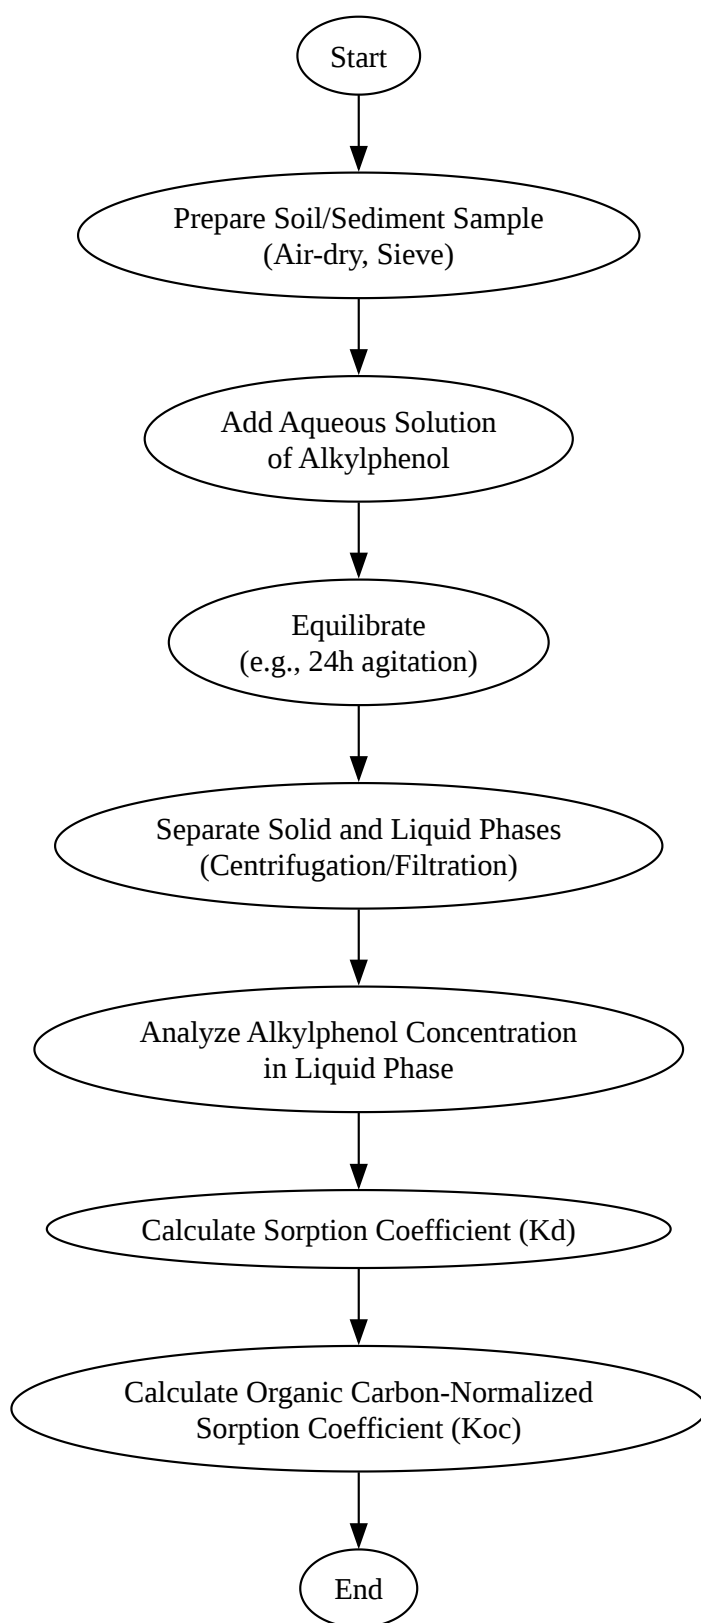 Start
Prepare Soil/Sediment Sample
(Air-dry, Sieve)
Add Aqueous Solution
of Alkylphenol
Equilibrate
(e.g., 24h agitation)
Separate Solid and Liquid Phases
(Centrifugation/Filtration)
Analyze Alkylphenol Concentration
in Liquid Phase
Calculate Sorption Coefficient (Kd)
Calculate Organic Carbon-Normalized
Sorption Coefficient (Koc)
End